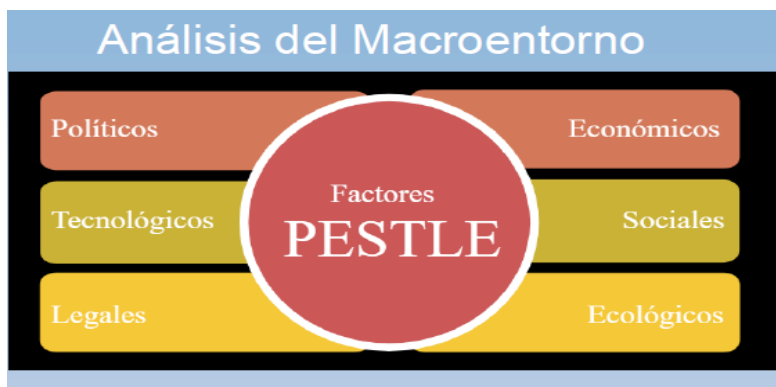 Análisis del Macroentorno
Políticos
Económicos
Factores
PESTLE
Tecnológicos
Sociales
Legales
Ecológicos